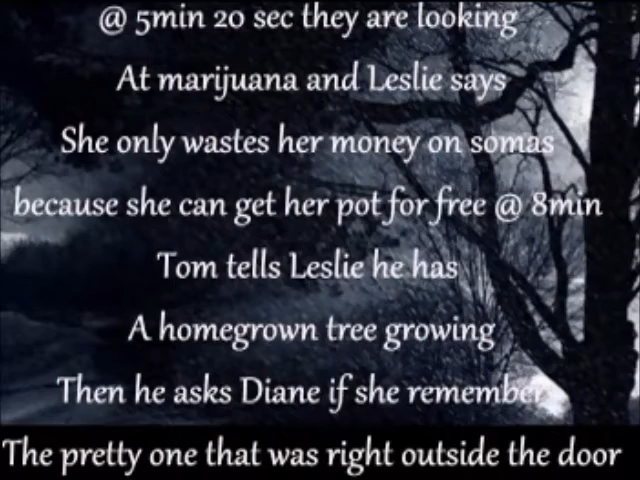 @ 5min 20 sec they are looking
At marijuana and Leslie says
She only wastes her money on somas
because she can get her pot for free @ 8min
Tom tells Leslie he has
A homegrown tree growing
Then he asks Diane if she remember
The pretty one that was right outside the door